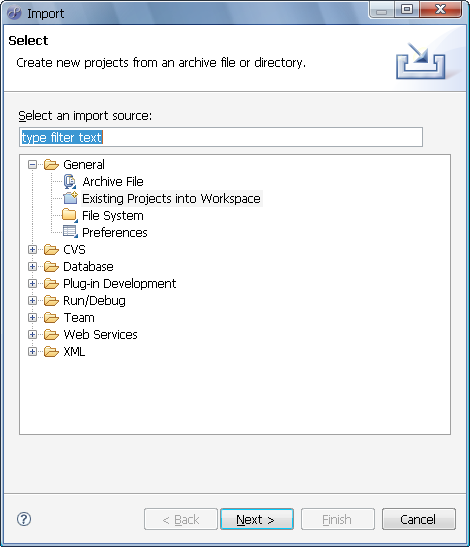 Import
Select
Create new projects from an archive file or directory.
Select an import source:
type filter text
General
Archive File
Existing Projects into Workspace
File System
Preferences
CVS
Database
Plug-in Development
Run/Debug
Team
Web Services
XML
? < Back Next > Finish Cancel